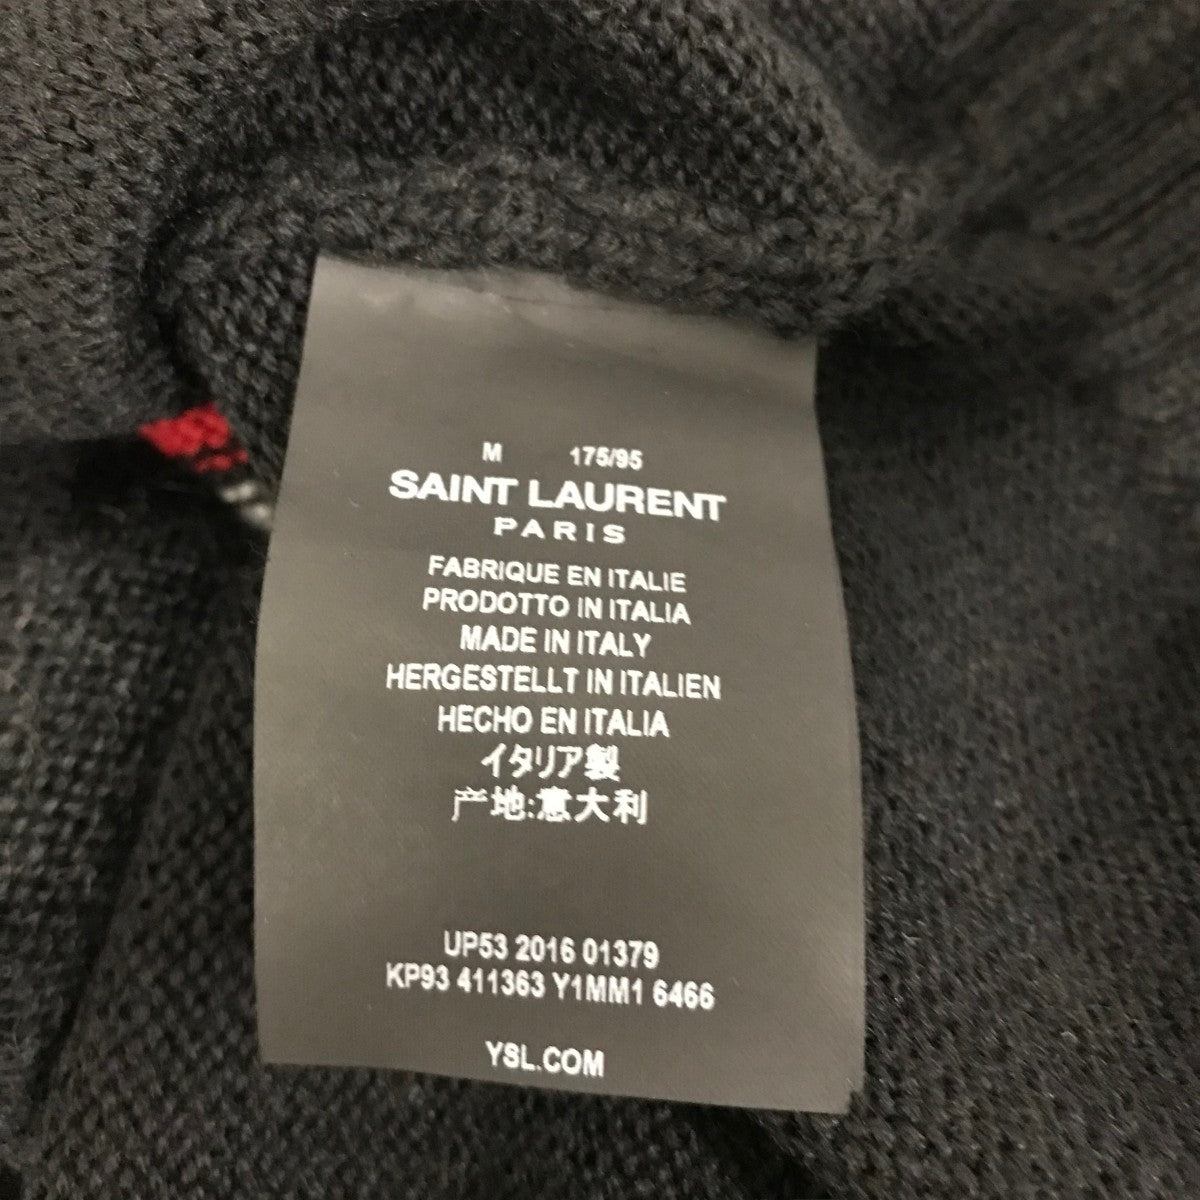 M 175/95
SAINT LAURENT
PARIS
FABRIQUE EN ITALIE
PRODOTTO IN ITALIA
MADE IN ITALY
HERGESTELLT IN ITALIEN
HECHO EN ITALIA
イタリア製
产地:意大利
UP53 2016 01379
KP93 411363 Y1MM1 6466
YSL.COM